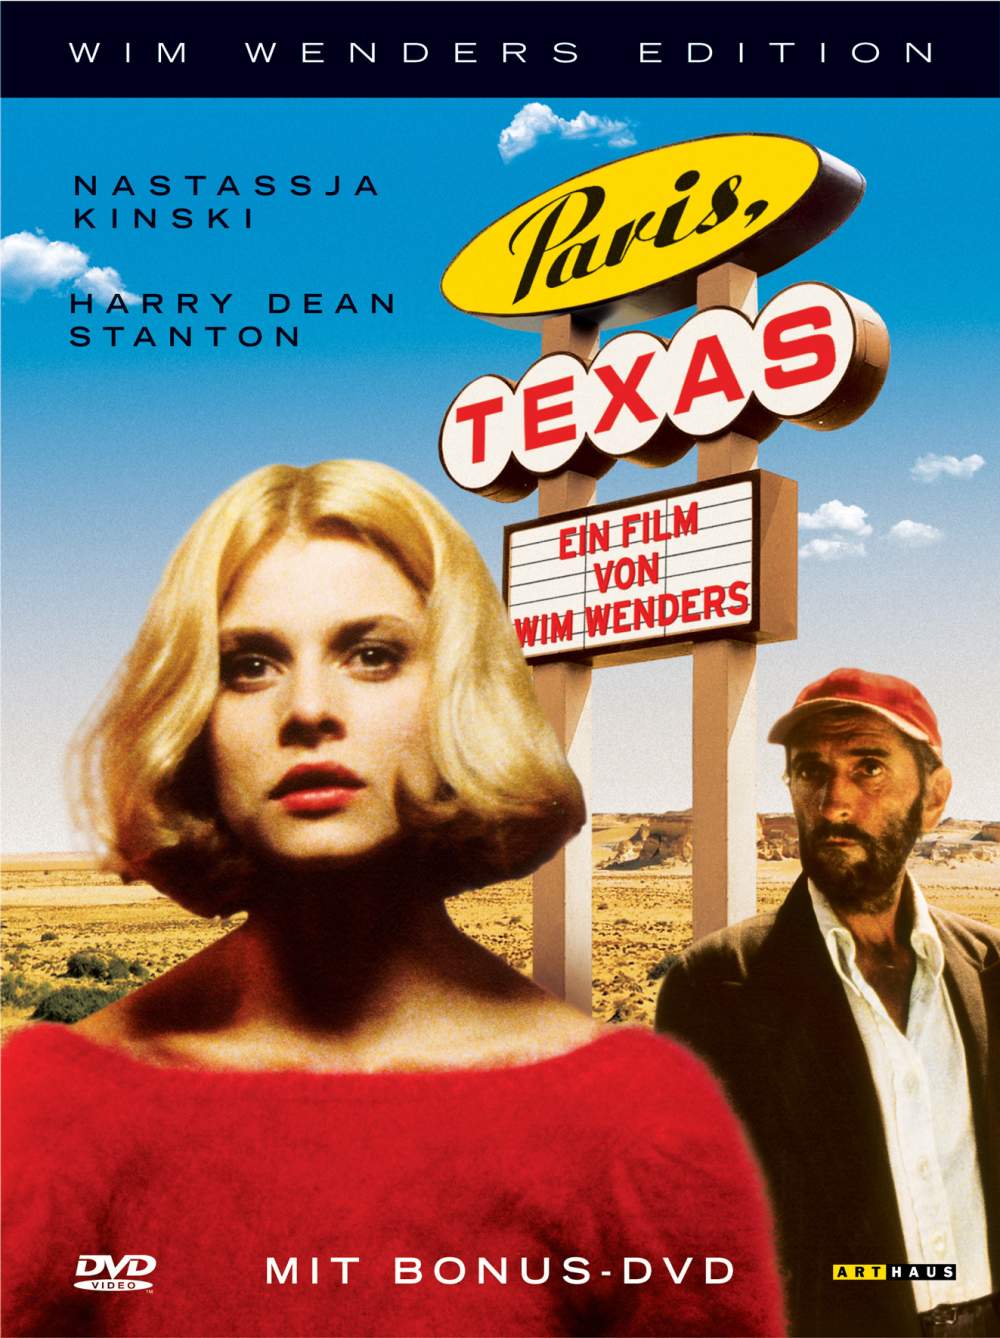 WIM WENDERS EDITION
NASTASSJA
KINSKI
HARRY DEAN
STANTON
Paris,
TEXAS
EIN FILM
VON
WIM WENDERS
DVD
VIDEO
TM
MIT BONUS-DVD
ARTHAUS